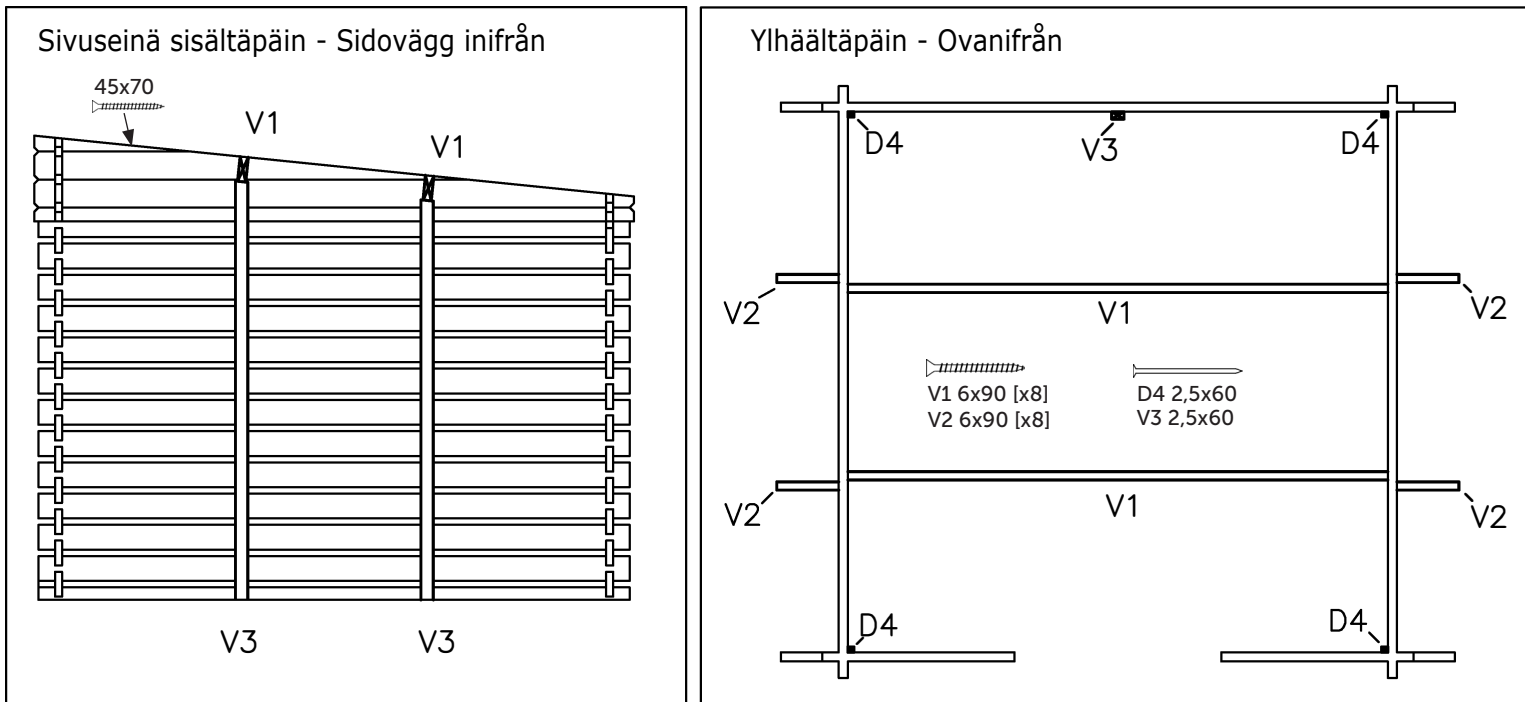 Sivuseinä sisältäpäin - Sidovägg inifrån
45x70
V1
V1
V3
V3
Ylhäältäpäin - Ovanifrån
D4
V3
D4
V2
V1
V2
V1 6x90 [x8]
V2 6x90 [x8]
D4 2,5x60
V3 2,5x60
V2
V1
V2
D4
D4